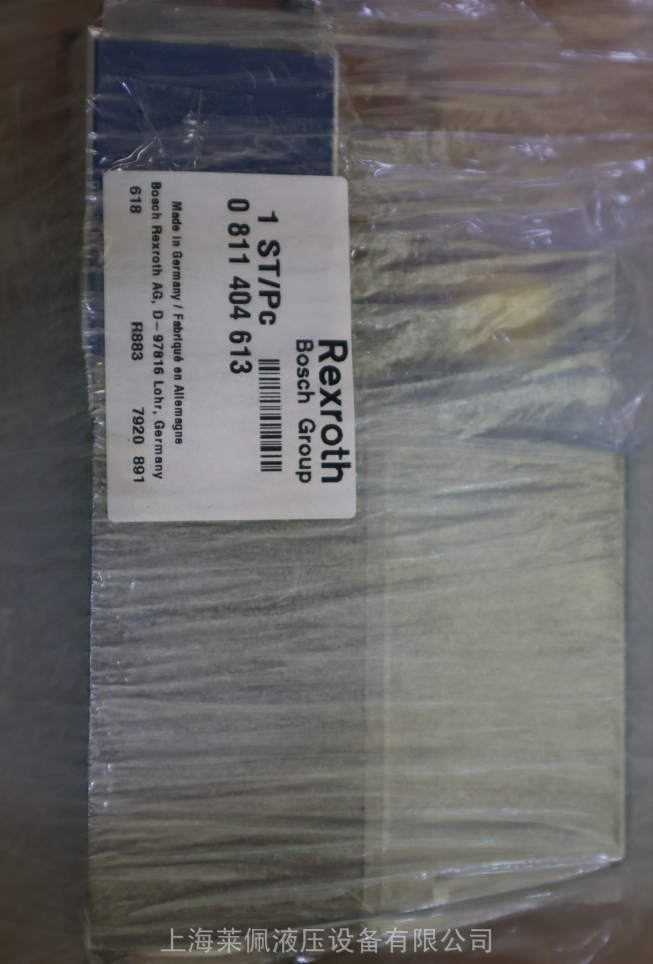 Rexroth
Bosch Group
1 ST/Pc
0 811 404 613
Made in Germany / Fabriqué en Allemagne
Bosch Rexroth AG, D-97816 Lohr, Germany
618 R883 7920 891
上海莱佩液压设备有限公司